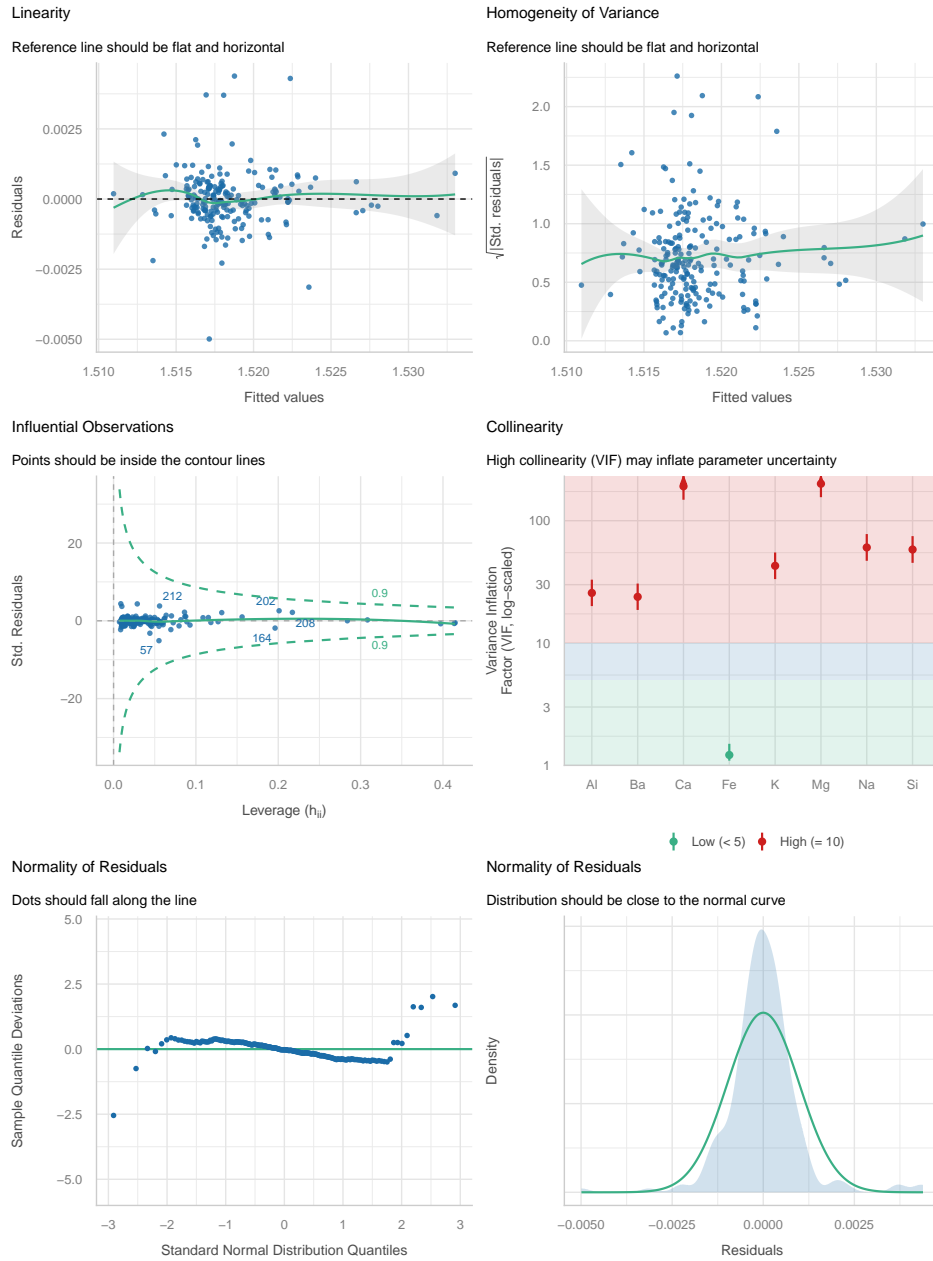 Linearity
Reference line should be flat and horizontal
0.0025
0.0000
−0.0025
−0.0050
1.510
1.515
1.520
1.525
1.530
Fitted values
Residuals
Homogeneity of Variance
Reference line should be flat and horizontal
2.0
1.5
1.0
0.5
0.0
1.510
1.515
1.520
1.525
1.530
Fitted values
√|Std. residuals|
Influential Observations
Points should be inside the contour lines
20
0
−20
212
202
208
164
57
0.9
0.9
0.0
0.1
0.2
0.3
0.4
Leverage (hii)
Std. Residuals
Collinearity
High collinearity (VIF) may inflate parameter uncertainty
100
30
10
3
1
Al
Ba
Ca
Fe
K
Mg
Na
Si
Variance Inflation
Factor (VIF, log−scaled)
Low (< 5)
High (= 10)
Normality of Residuals
Dots should fall along the line
5.0
2.5
0.0
−2.5
−5.0
−3
−2
−1
0
1
2
3
Standard Normal Distribution Quantiles
Sample Quantile Deviations
Normality of Residuals
Distribution should be close to the normal curve
−0.0050
−0.0025
0.0000
0.0025
Residuals
Density